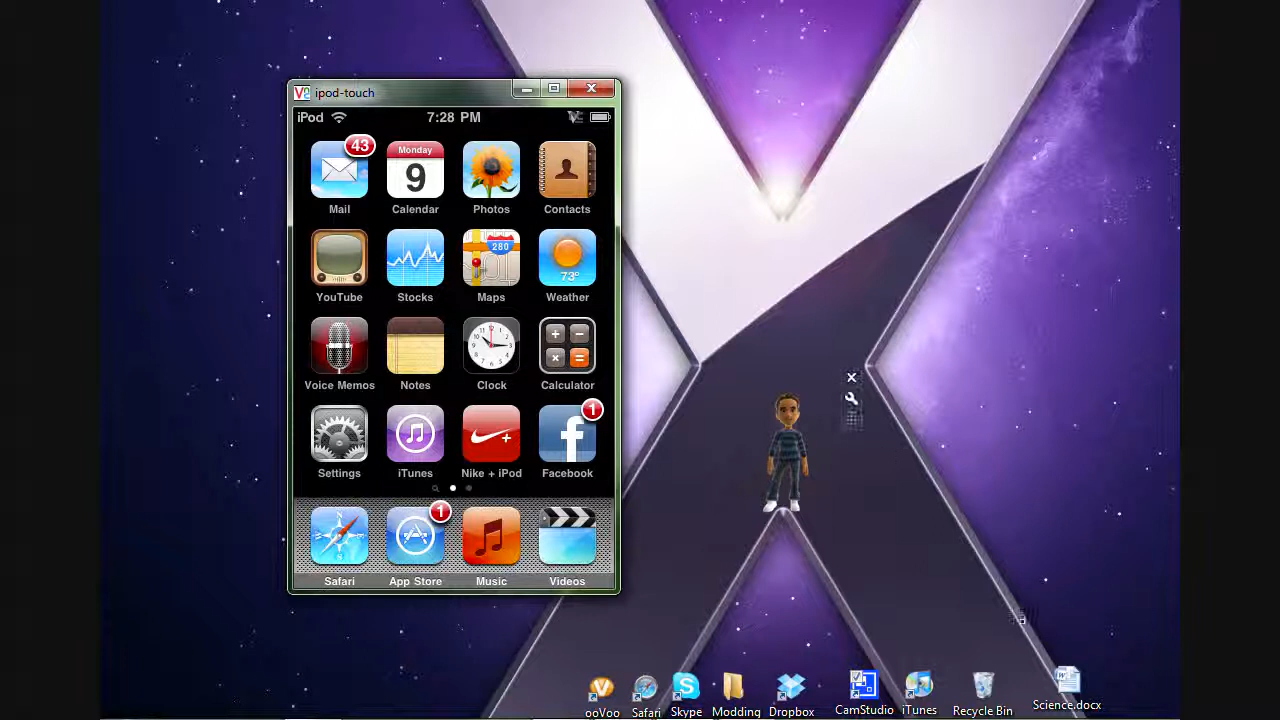 ipod-touch
iPod 7:28 PM
43
Monday
9
Mail Calendar Photos Contacts
280
73°
YouTube Stocks Maps Weather
Voice Memos Notes Clock Calculator
1
Settings iTunes Nike + iPod Facebook
1
Safari App Store Music Videos
ooVoo Safari Skype Modding Dropbox CamStudio iTunes Recycle Bin Science.docx